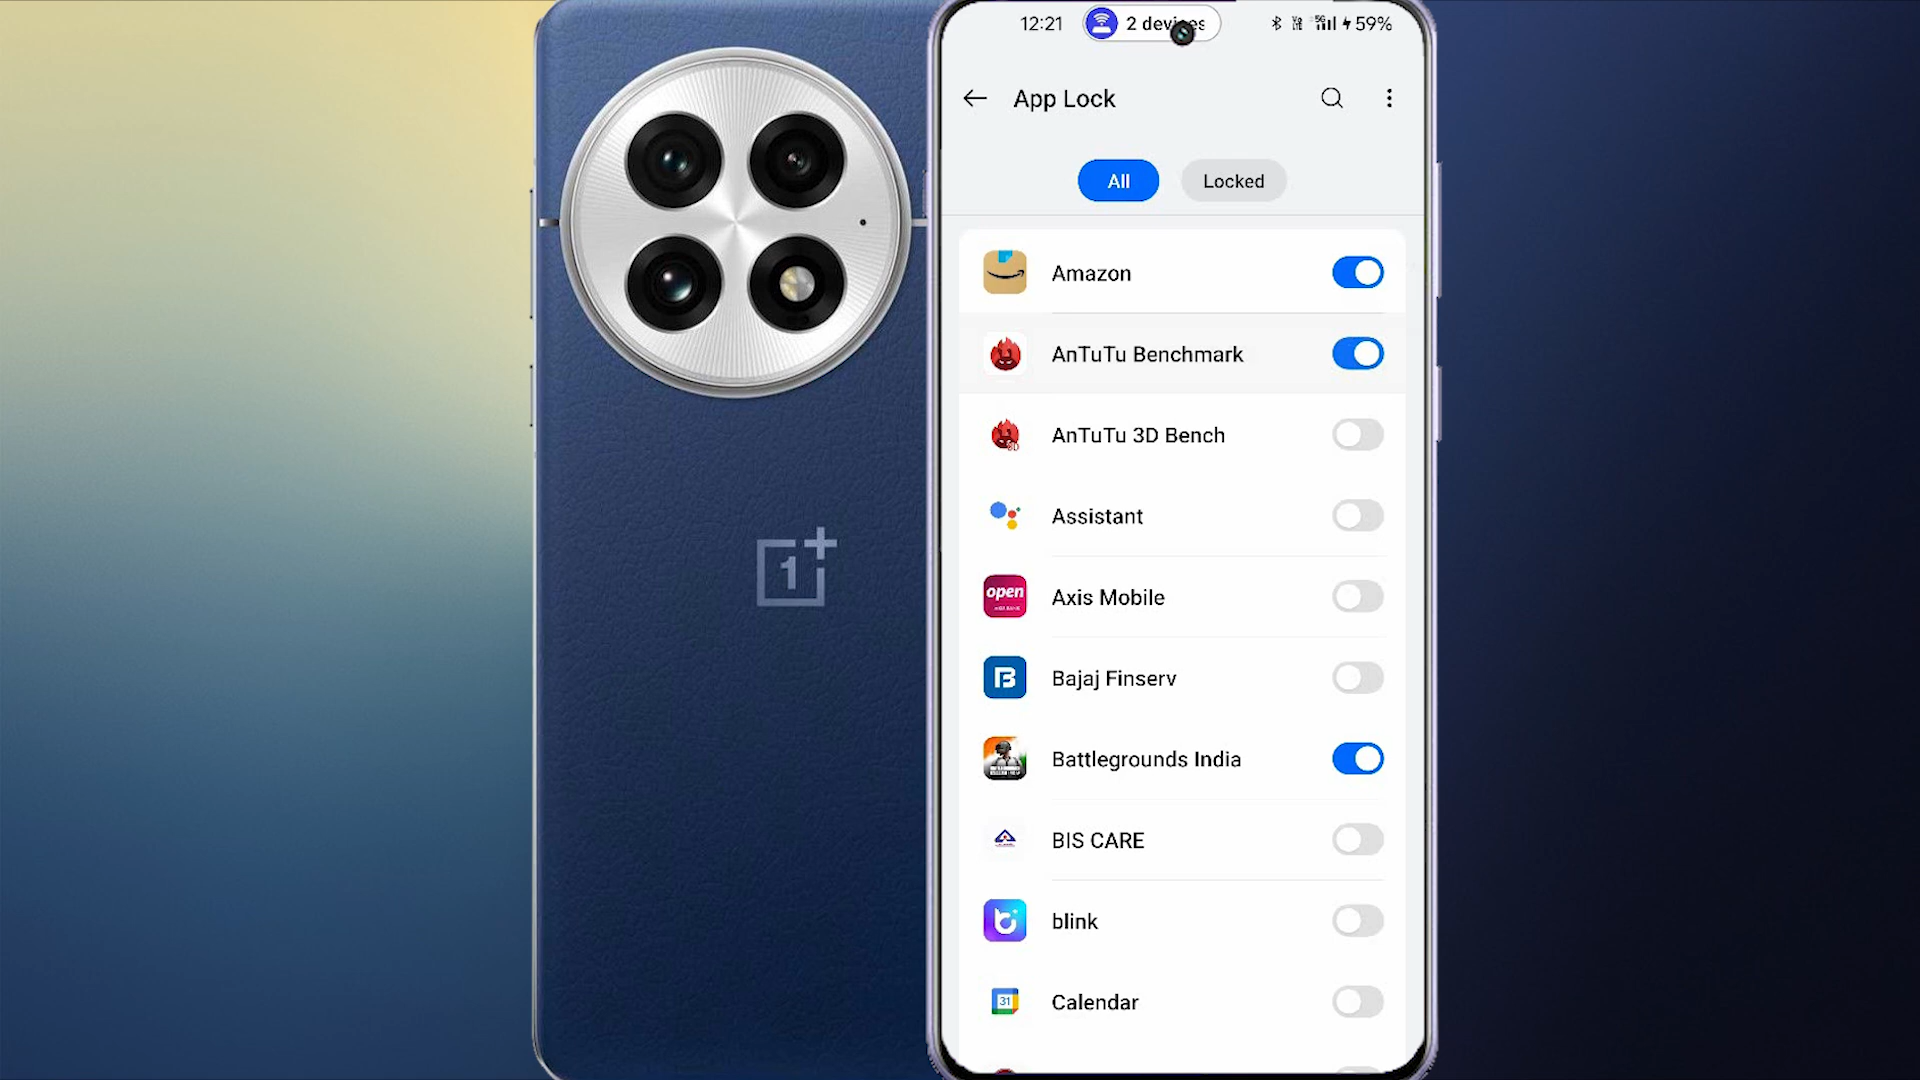 12:21
2 devices
59%
App Lock
All
Locked
Amazon
AnTuTu Benchmark
AnTuTu 3D Bench
Assistant
open
Axis Mobile
Bajaj Finserv
Battlegrounds India
BIS CARE
blink
31
Calendar
1+